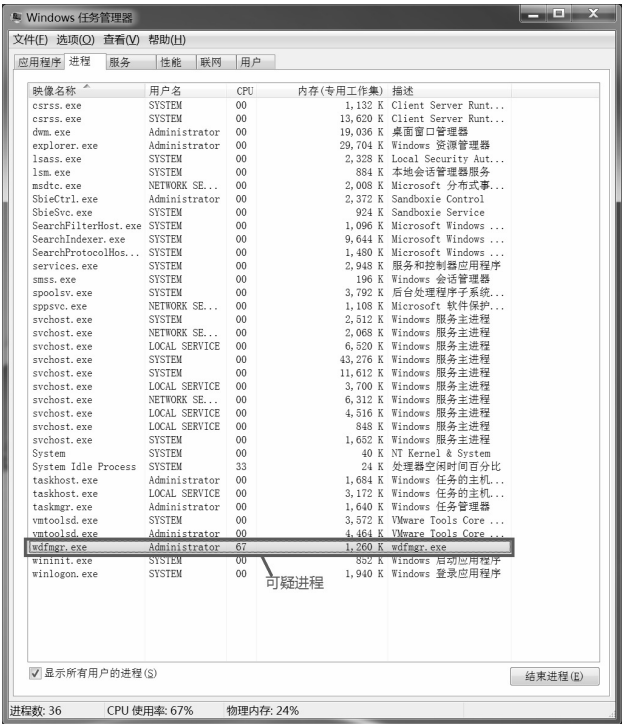 Windows 任务管理器
文件(F) 选项(O) 查看(V) 帮助(H)
应用程序 进程 服务 性能 联网 用户
映像名称 用户名 CPU 内存(专用工作集) 描述
csrss.exe SYSTEM 00 1,132 K Client Server Runt...
csrss.exe SYSTEM 00 13,620 K Client Server Runt...
dwm.exe Administrator 00 19,036 K 桌面窗口管理器
explorer.exe Administrator 00 29,704 K Windows 资源管理器
lsass.exe SYSTEM 00 2,328 K Local Security Aut...
lsm.exe SYSTEM 00 884 K 本地会话管理器服务
msdtc.exe NETWORK SE... 00 2,008 K Microsoft 分布式事...
SbieCtrl.exe Administrator 00 2,372 K Sandboxie Control
SbieSvc.exe SYSTEM 00 924 K Sandboxie Service
SearchFilterHost.exe SYSTEM 00 1,096 K Microsoft Windows ...
SearchIndexer.exe SYSTEM 00 9,644 K Microsoft Windows ...
SearchProtocolHos... SYSTEM 00 1,480 K Microsoft Windows ...
services.exe SYSTEM 00 2,948 K 服务和控制器应用程序
smss.exe SYSTEM 00 196 K Windows 会话管理器
spoolsv.exe SYSTEM 00 3,792 K 后台处理程序子系统...
sppsvc.exe NETWORK SE... 00 1,108 K Microsoft 软件保护...
svchost.exe SYSTEM 00 2,512 K Windows 服务主进程
svchost.exe NETWORK SE... 00 2,068 K Windows 服务主进程
svchost.exe LOCAL SERVICE 00 6,520 K Windows 服务主进程
svchost.exe SYSTEM 00 43,276 K Windows 服务主进程
svchost.exe SYSTEM 00 11,612 K Windows 服务主进程
svchost.exe LOCAL SERVICE 00 3,700 K Windows 服务主进程
svchost.exe NETWORK SE... 00 6,312 K Windows 服务主进程
svchost.exe LOCAL SERVICE 00 4,516 K Windows 服务主进程
svchost.exe LOCAL SERVICE 00 848 K Windows 服务主进程
svchost.exe SYSTEM 00 1,652 K Windows 服务主进程
System SYSTEM 00 40 K NT Kernel & System
System Idle Process SYSTEM 33 24 K 处理器空闲时间百分比
taskhost.exe Administrator 00 1,684 K Windows 任务的主机...
taskhost.exe LOCAL SERVICE 00 3,172 K Windows 任务的主机...
taskmgr.exe Administrator 00 1,640 K Windows 任务管理器
vmtoolsd.exe SYSTEM 00 3,572 K VMware Tools Core ...
vmtoolsd.exe Administrator 00 4,464 K VMware Tools Core ...
wdfmgr.exe Administrator 67 1,260 K wdfmgr.exe
wininit.exe SYSTEM 00 852 K Windows 启动应用程序
winlogon.exe SYSTEM 00 1,940 K Windows 登录应用程序
可疑进程
显示所有用户的进程(S)
结束进程(E)
进程数: 36 CPU 使用率: 67% 物理内存: 24%